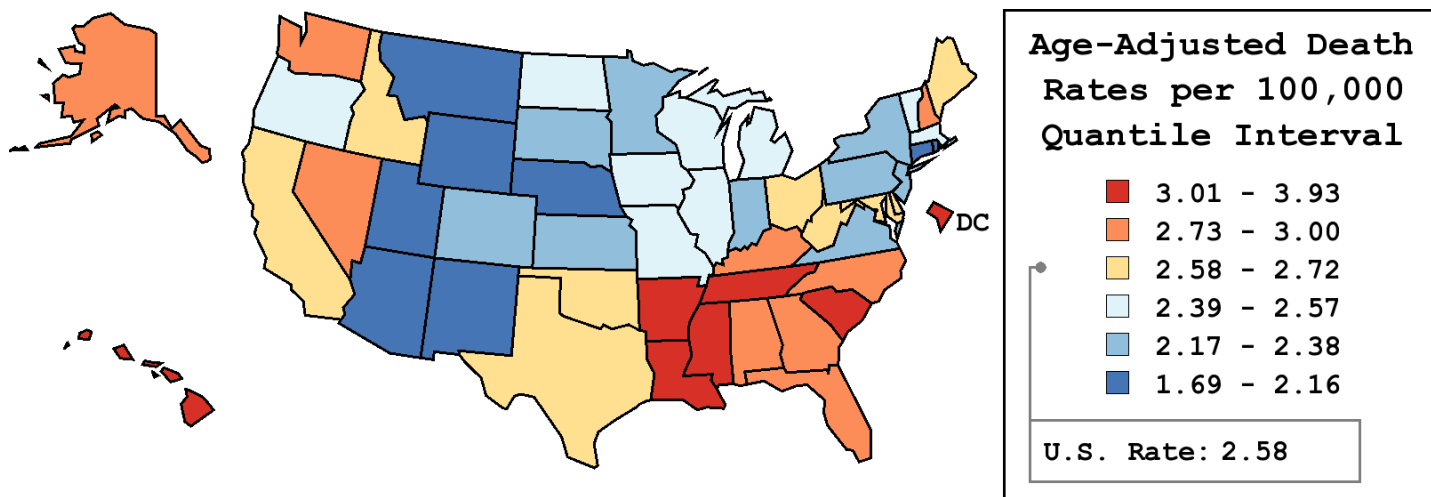 Age-Adjusted Death
Rates per 100,000
Quantile Interval
3.01 - 3.93
2.73 - 3.00
2.58 - 2.72
2.39 - 2.57
2.17 - 2.38
1.69 - 2.16
U.S. Rate: 2.58
DC